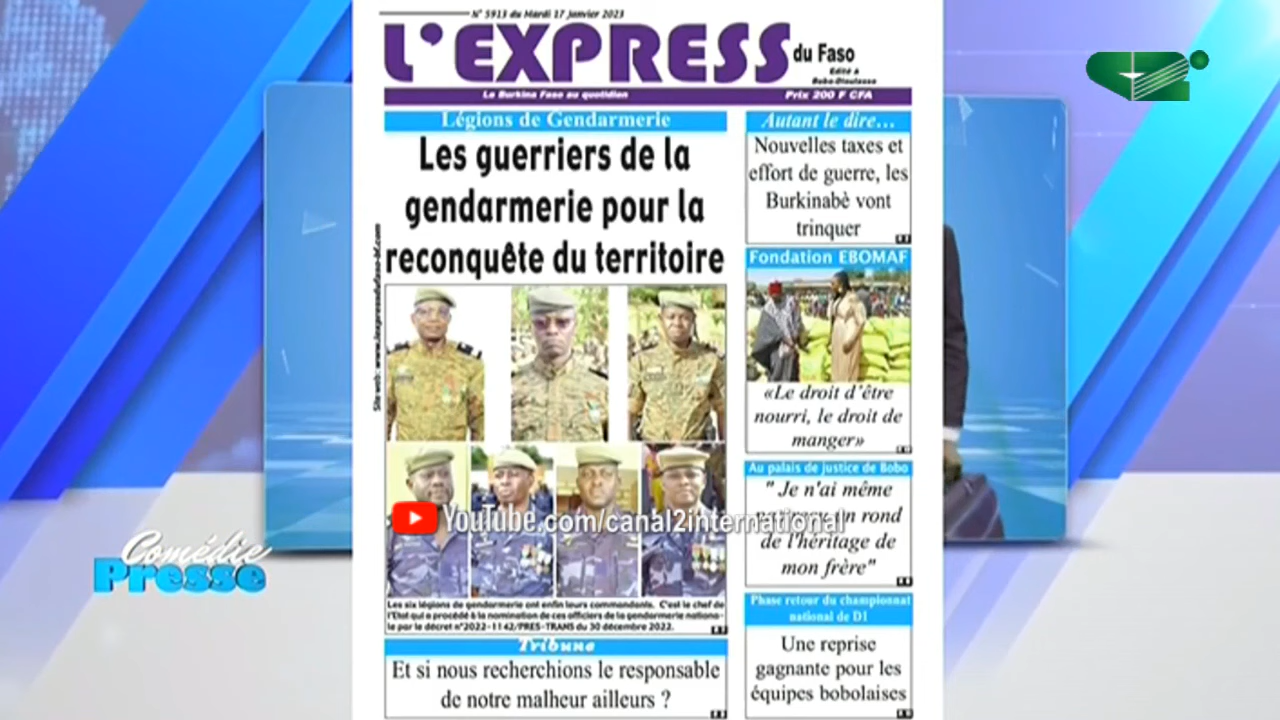 N° 5913 du Mardi 17 Janvier 2023
L'EXPRESS
du Faso
Edité à
Bobo-Dioulasso
Le Burkina Faso au quotidien
Prix 200 F CFA
Légions de Gendarmerie
Les guerriers de la
gendarmerie pour la
reconquête du territoire
Les six légions de gendarmerie ont enfin leurs commandants. C'est le chef de
l'Etat qui a procédé à la nomination de ces officiers de la gendarmerie nationa-
le par le décret n°2022-1142/PRES-TRANS du 30 décembre 2022.
Tribune
Et si nous recherchions le responsable
de notre malheur ailleurs ?
Autant le dire...
Nouvelles taxes et
effort de guerre, les
Burkinabè vont
trinquer
Fondation EBOMAF
«Le droit d'être
nourri, le droit de
manger»
Au palais de justice de Bobo
" Je n'ai même
un rond
de l'héritage de
mon frère"
Phase retour du championnat
national de D1
Une reprise
gagnante pour les
équipes bobolaises
YouTube.com/canal2international
Comédie
Presse